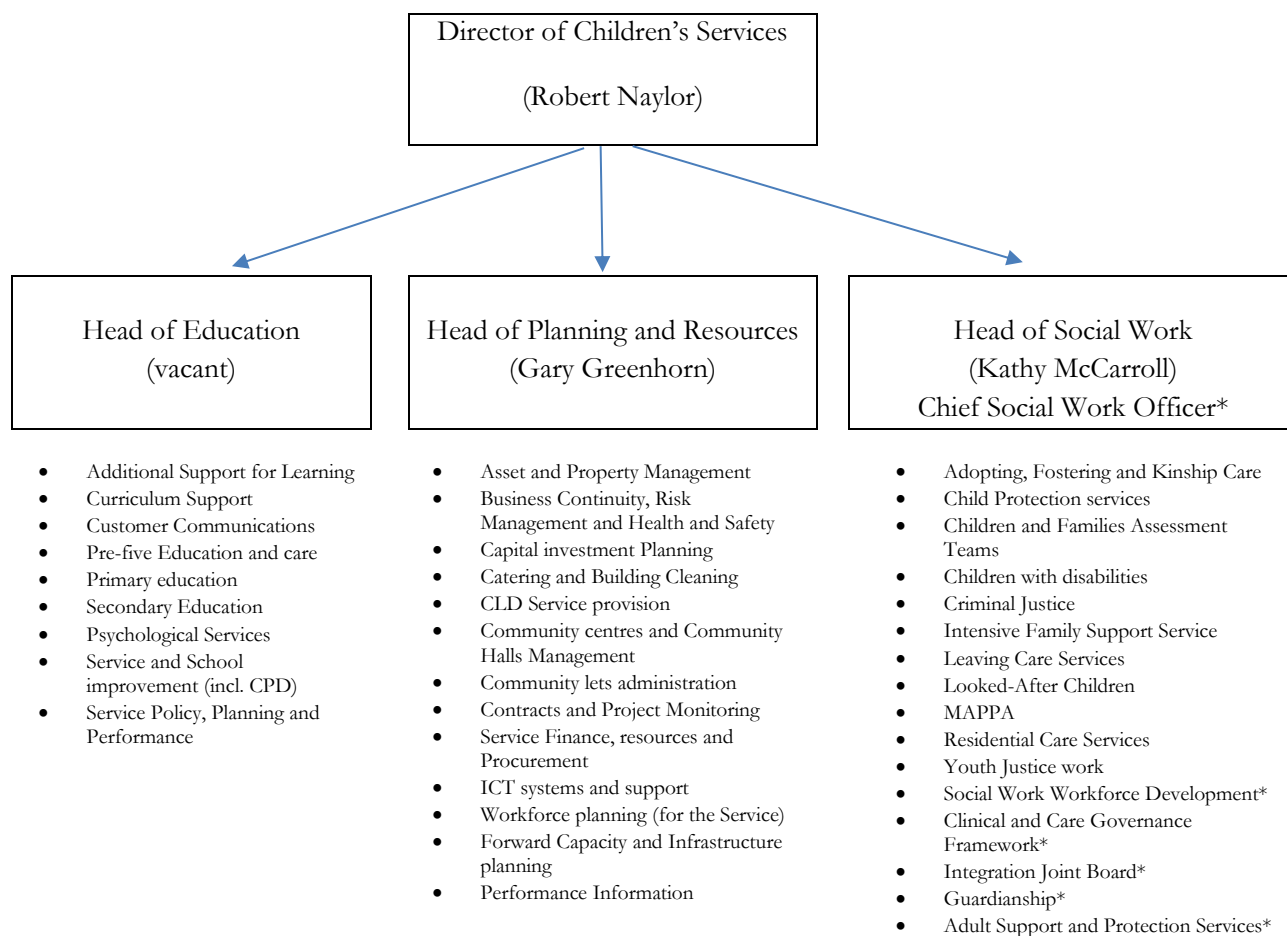 Director of Children’s Services
(Robert Naylor)
Head of Education
(vacant)
Head of Planning and Resources
(Gary Greenhorn)
Head of Social Work
(Kathy McCarroll)
Chief Social Work Officer*
• Additional Support for Learning
• Curriculum Support
• Customer Communications
• Pre-five Education and care
• Primary education
• Secondary Education
• Psychological Services
• Service and School
improvement (incl. CPD)
• Service Policy, Planning and
Performance
• Asset and Property Management
• Business Continuity, Risk
Management and Health and Safety
• Capital investment Planning
• Catering and Building Cleaning
• CLD Service provision
• Community centres and Community
Halls Management
• Community lets administration
• Contracts and Project Monitoring
• Service Finance, resources and
Procurement
• ICT systems and support
• Workforce planning (for the Service)
• Forward Capacity and Infrastructure
planning
• Performance Information
• Adopting, Fostering and Kinship Care
• Child Protection services
• Children and Families Assessment
Teams
• Children with disabilities
• Criminal Justice
• Intensive Family Support Service
• Leaving Care Services
• Looked-After Children
• MAPPA
• Residential Care Services
• Youth Justice work
• Social Work Workforce Development*
• Clinical and Care Governance
Framework*
• Integration Joint Board*
• Guardianship*
• Adult Support and Protection Services*